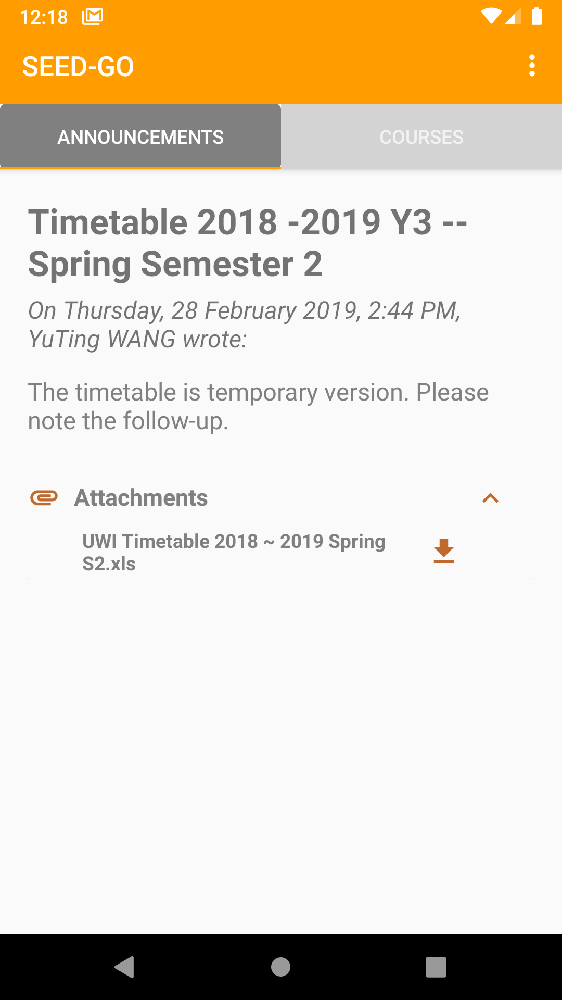 12:18
SEED-GO
ANNOUNCEMENTS
COURSES
Timetable 2018 -2019 Y3 --
Spring Semester 2
On Thursday, 28 February 2019, 2:44 PM,
YuTing WANG wrote:
The timetable is temporary version. Please
note the follow-up.
Attachments
UWI Timetable 2018 ~ 2019 Spring
S2.xls